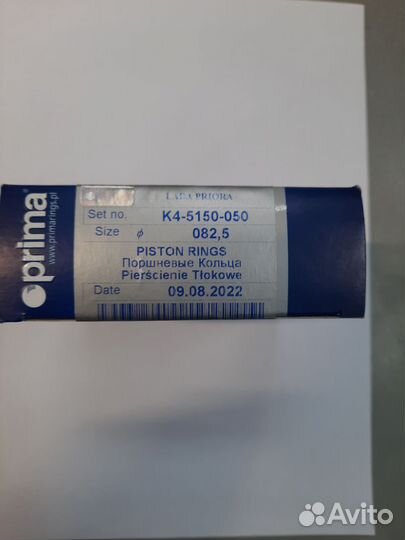 prima®
www.primarings.pl
LADA PRIORA
Set no. K4-5150-050
Size ø 082,5
PISTON RINGS
Поршневые Кольца
Pierścienie Tłokowe
Date 09.08.2022
Avito